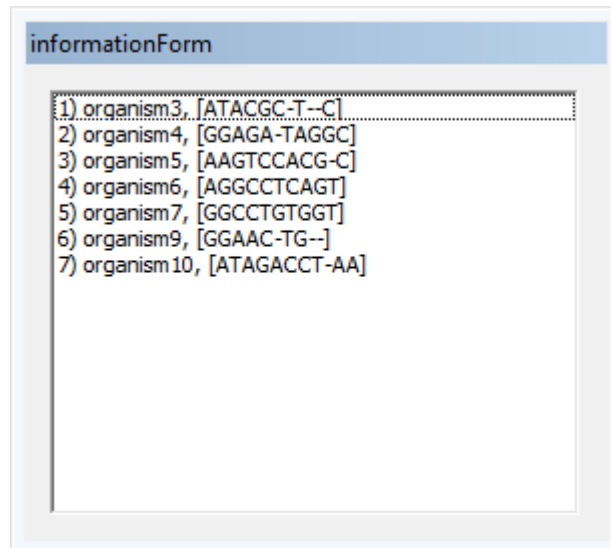 informationForm
1) organism3, [ATACGC-T--C]
2) organism4, [GGAGA-TAGGC]
3) organism5, [AAGTCCACG-C]
4) organism6, [AGGCCTCAGT]
5) organism7, [GGCCTGTGGT]
6) organism9, [GGAAC-TG--]
7) organism10, [ATAGACCT-AA]